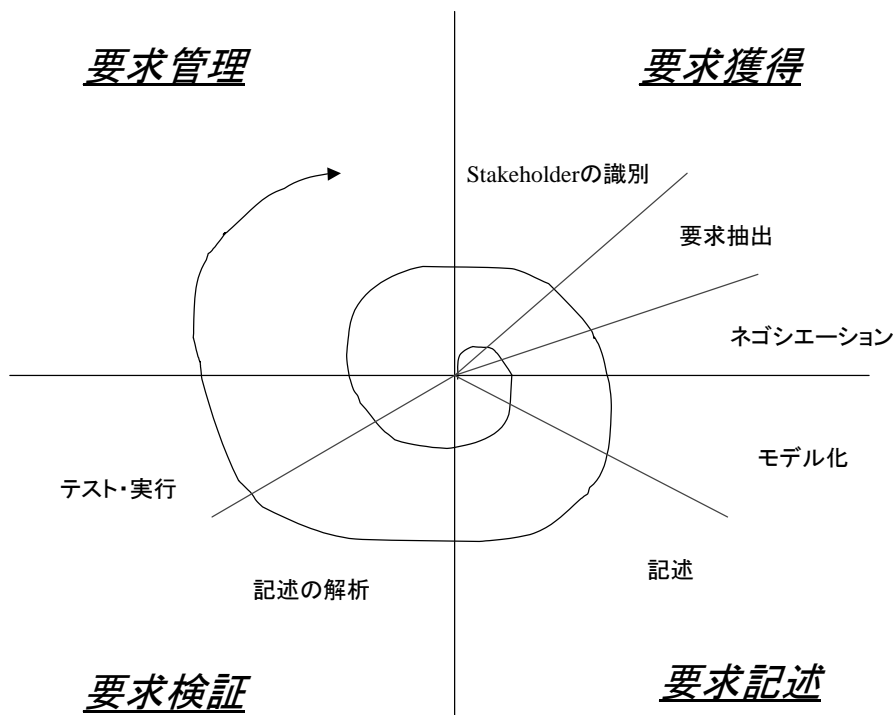 要求管理
要求獲得
Stakeholderの識別
要求抽出
ネゴシエーション
モデル化
テスト・実行
記述
記述の解析
要求検証
要求記述